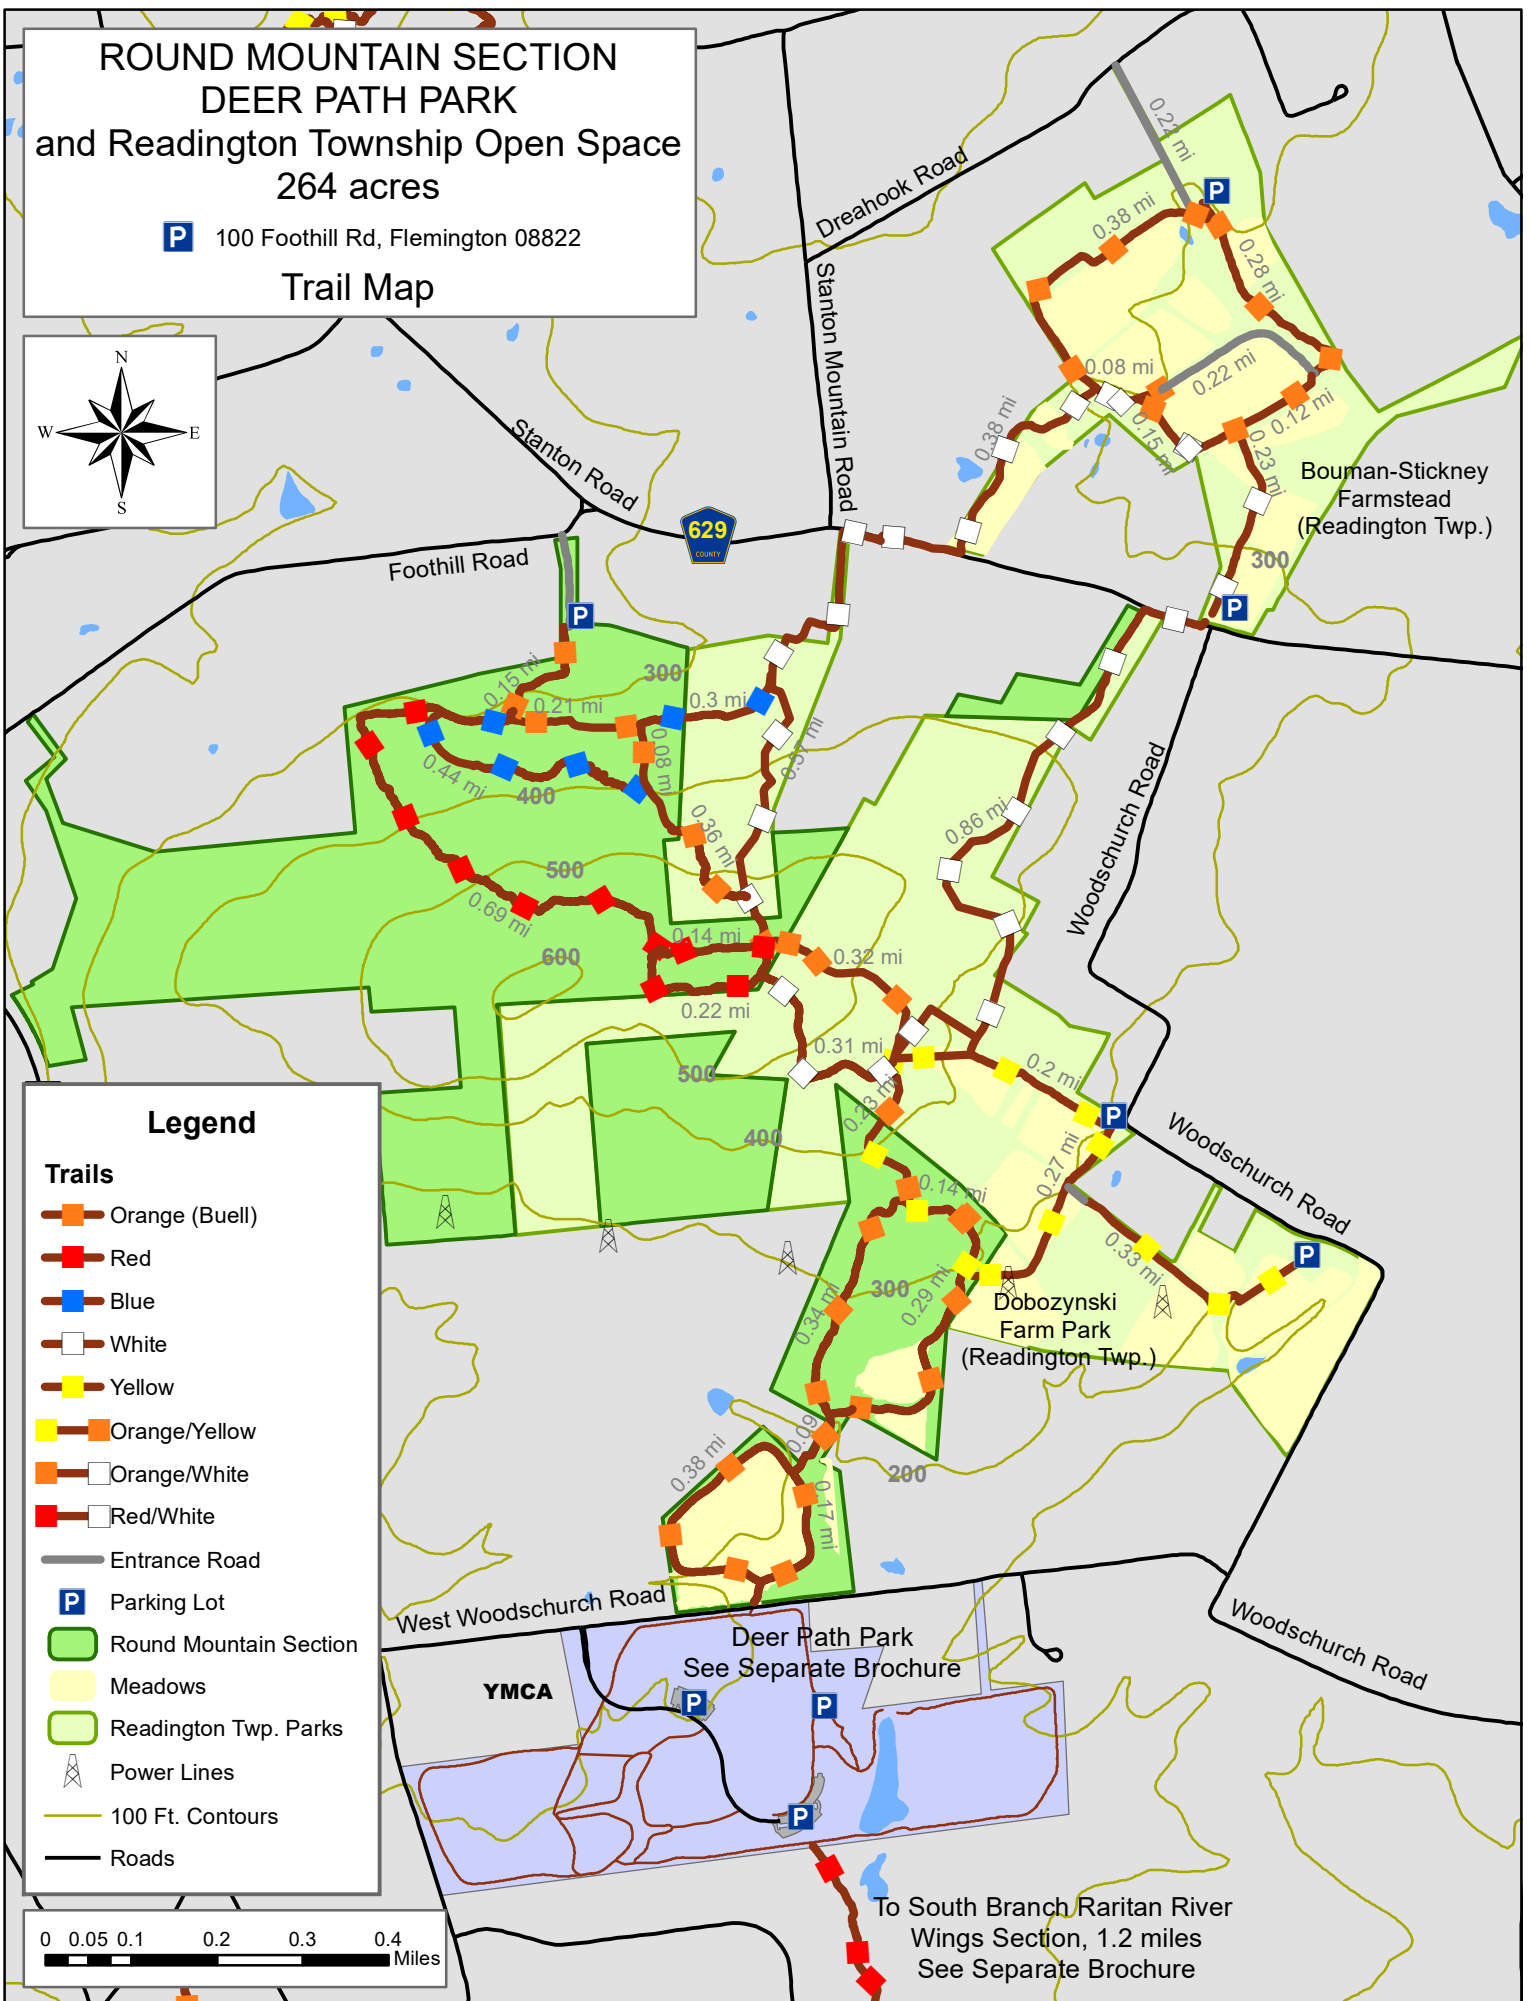 ROUND MOUNTAIN SECTION
DEER PATH PARK
and Readington Township Open Space
264 acres
P 100 Foothill Rd, Flemington 08822
Trail Map
N
W E
S
Dreahook Road
Stanton Mountain Road
Stanton Road
Foothill Road
629
COUNTY
0.22 mi
P
0.38 mi
0.28 mi
0.08 mi
0.22 mi
0.12 mi
0.38 mi
0.15 mi
0.23 mi
Bouman-Stickney
Farmstead
(Readington Twp.)
300
P
P
0.15 mi
300
0.21 mi
0.3 mi
0.08 mi
0.57 mi
0.44 mi
400
0.36 mi
0.86 mi
Woodschurch Road
500
0.69 mi
600
0.14 mi
0.32 mi
0.22 mi
0.31 mi
500
0.2 mi
400
0.23 mi
P
0.27 mi
Woodschurch Road
0.14 mi
0.33 mi
P
300
0.34 mi
0.29 mi
Dobozynski
Farm Park
(Readington Twp.)
0.09
0.38 mi
200
0.17 mi
West Woodschurch Road
Woodschurch Road
Deer Path Park
See Separate Brochure
YMCA
P
P
P
To South Branch Raritan River
Wings Section, 1.2 miles
See Separate Brochure
Legend
Trails
Orange (Buell)
Red
Blue
White
Yellow
Orange/Yellow
Orange/White
Red/White
Entrance Road
P Parking Lot
Round Mountain Section
Meadows
Readington Twp. Parks
Power Lines
100 Ft. Contours
Roads
0 0.05 0.1 0.2 0.3 0.4
Miles